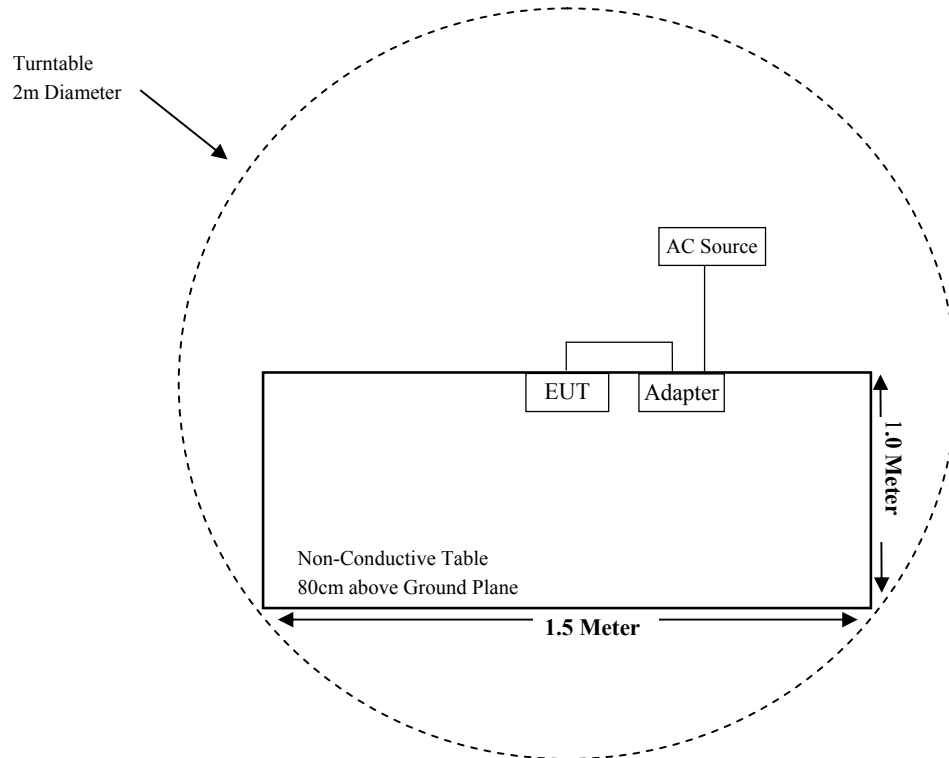 Turntable
2m Diameter
AC Source
EUT
Adapter
1.0 Meter
Non-Conductive Table
80cm above Ground Plane
1.5 Meter